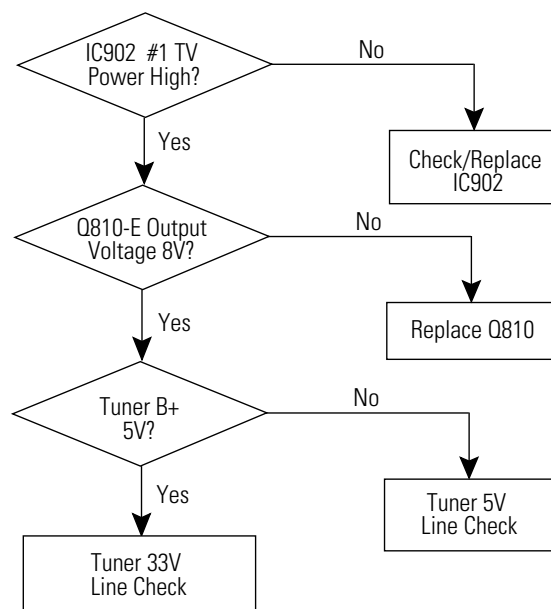 IC902 #1 TV
Power High?
No
Yes
Check/Replace
IC902
Q810-E Output
Voltage 8V?
No
Yes
Replace Q810
Tuner B+
5V?
No
Yes
Tuner 5V
Line Check
Tuner 33V
Line Check